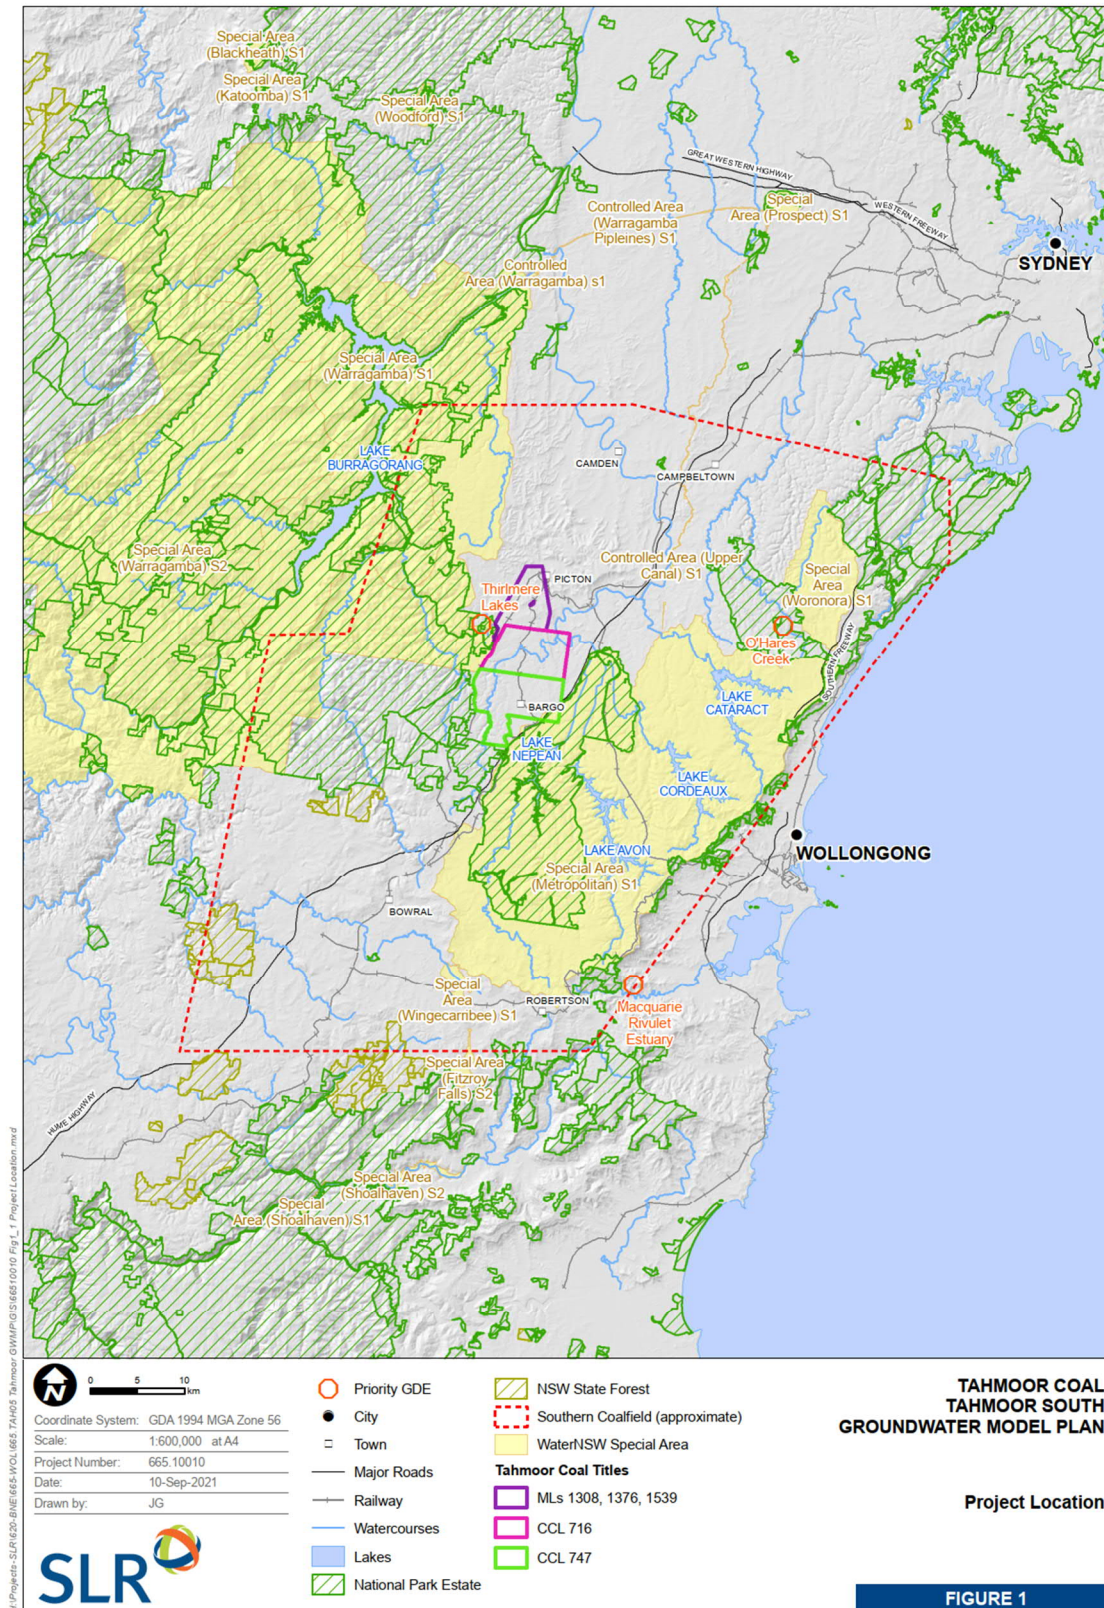 Special Area
(Blackheath) S1
Special Area
(Katoomba) S1
Special Area
(Woodford) S1
GREAT WESTERN HIGHWAY
WESTERN FREEWAY
Special
Area (Prospect) S1
Controlled Area
(Warragamba
Pipleines) S1
SYDNEY
Controlled
Area (Warragamba) s1
Special Area
(Warragamba) S1
LAKE
BURRAGORANG
CAMDEN
CAMPBELTOWN
Special Area
(Warragamba) S2
Controlled Area (Upper
Canal) S1
Special
Area
(Woronora) S1
PICTON
Thirlmere
Lakes
O'Hares
Creek
SOUTHERN FREEWAY
BARGO
LAKE
CATARACT
LAKE
NEPEAN
LAKE
CORDEAUX
WOLLONGONG
LAKE AVON
Special Area
(Metropolitan) S1
BOWRAL
Special
Area
(Wingecarribee) S1
ROBERTSON
Macquarie
Rivulet
Estuary
Special Area
(Fitzroy
Falls) S2
HUME HIGHWAY
Special Area
(Shoalhaven) S2
Special
Area (Shoalhaven) S1
N
0 5 10
km
Coordinate System: GDA 1994 MGA Zone 56
Scale: 1:600,000 at A4
Project Number: 665.10010
Date: 10-Sep-2021
Drawn by: JG
SLR
Priority GDE
City
Town
Major Roads
Railway
Watercourses
Lakes
National Park Estate
NSW State Forest
Southern Coalfield (approximate)
WaterNSW Special Area
Tahmoor Coal Titles
MLs 1308, 1376, 1539
CCL 716
CCL 747
TAHMOOR COAL
TAHMOOR SOUTH
GROUNDWATER MODEL PLAN
Project Location
FIGURE 1